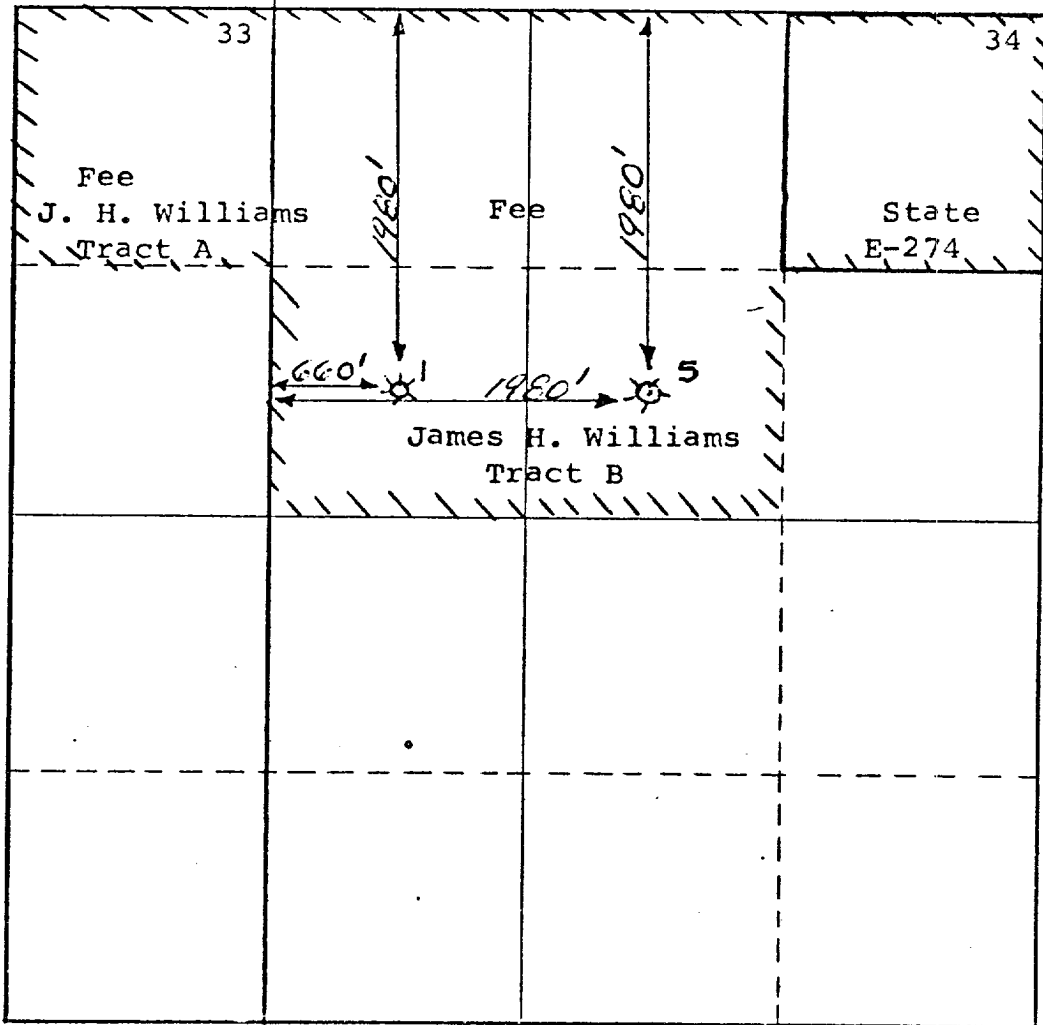 33
34
1980'
1980'
Fee
J. H. Williams
Tract A
Fee
State
E-274
660'
1
1980'
5
James H. Williams
Tract B